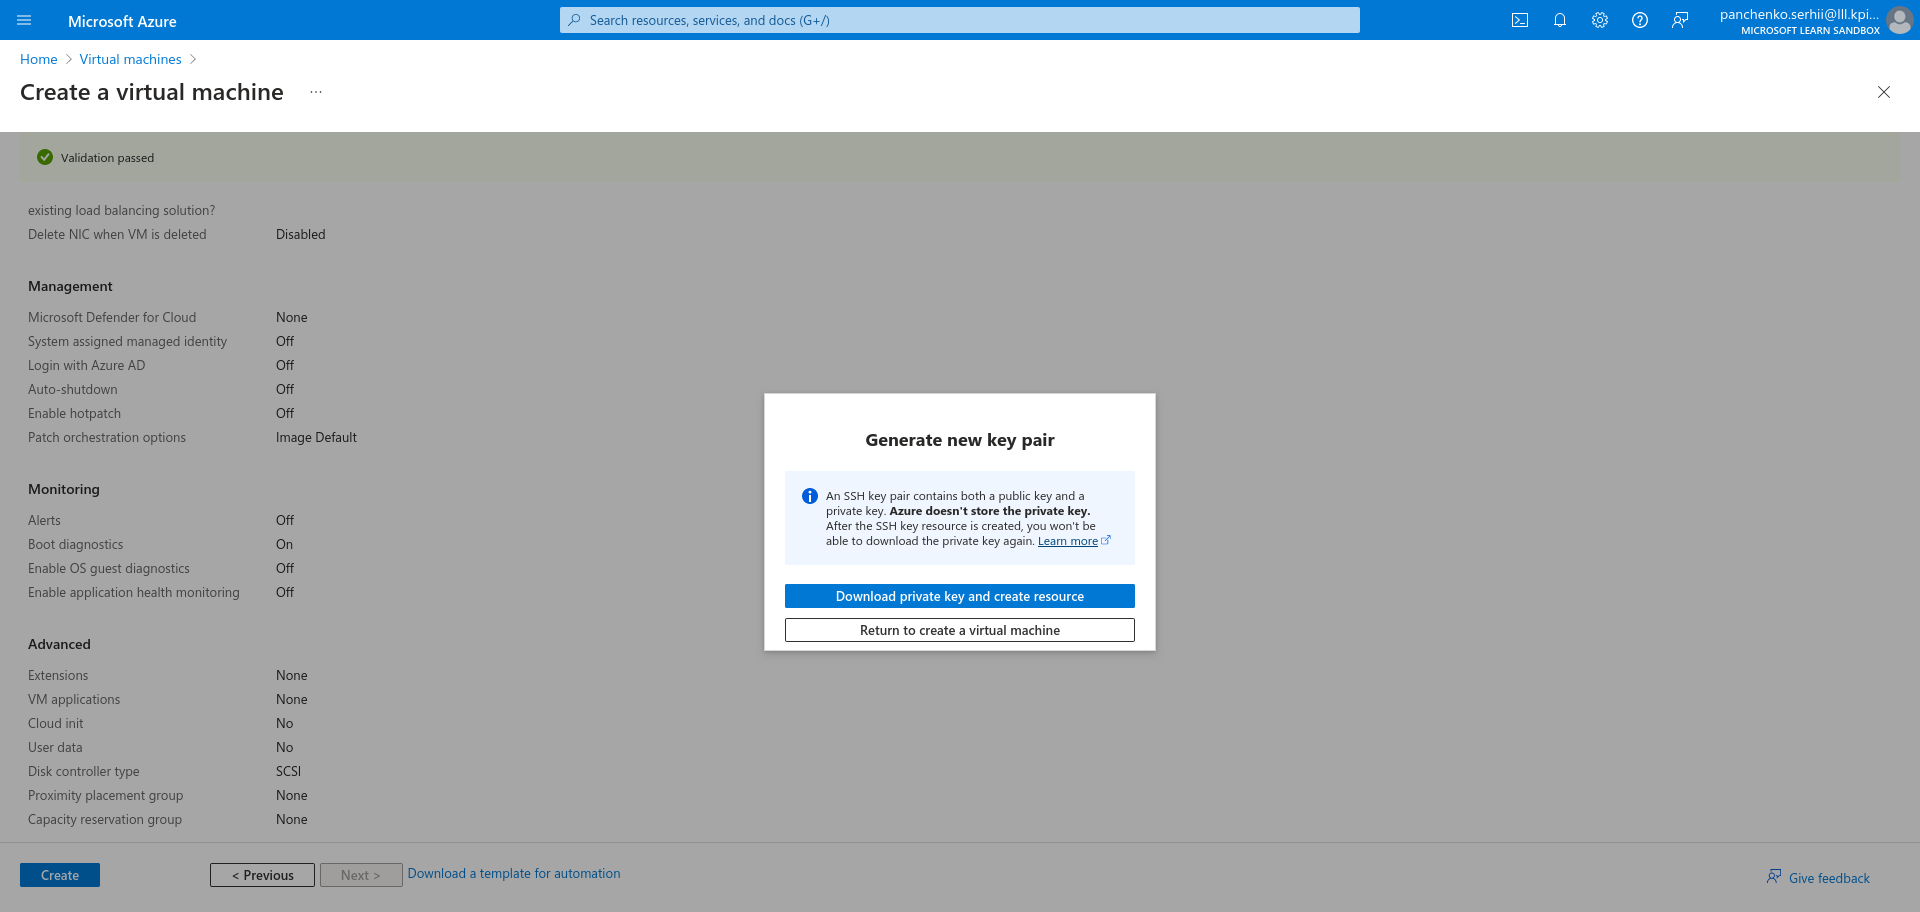 Microsoft Azure
Search resources, services, and docs (G+/)
panchenko.serhii@lll.kpi...
MICROSOFT LEARN SANDBOX
Home > Virtual machines >
Create a virtual machine ...
Validation passed
existing load balancing solution?
Delete NIC when VM is deleted Disabled
Management
Microsoft Defender for Cloud None
System assigned managed identity Off
Login with Azure AD Off
Auto-shutdown Off
Enable hotpatch Off
Patch orchestration options Image Default
Monitoring
Alerts Off
Boot diagnostics On
Enable OS guest diagnostics Off
Enable application health monitoring Off
Advanced
Extensions None
VM applications None
Cloud init No
User data No
Disk controller type SCSI
Proximity placement group None
Capacity reservation group None
Generate new key pair
An SSH key pair contains both a public key and a
private key. Azure doesn't store the private key.
After the SSH key resource is created, you won't be
able to download the private key again. Learn more
Download private key and create resource
Return to create a virtual machine
Create < Previous Next > Download a template for automation Give feedback